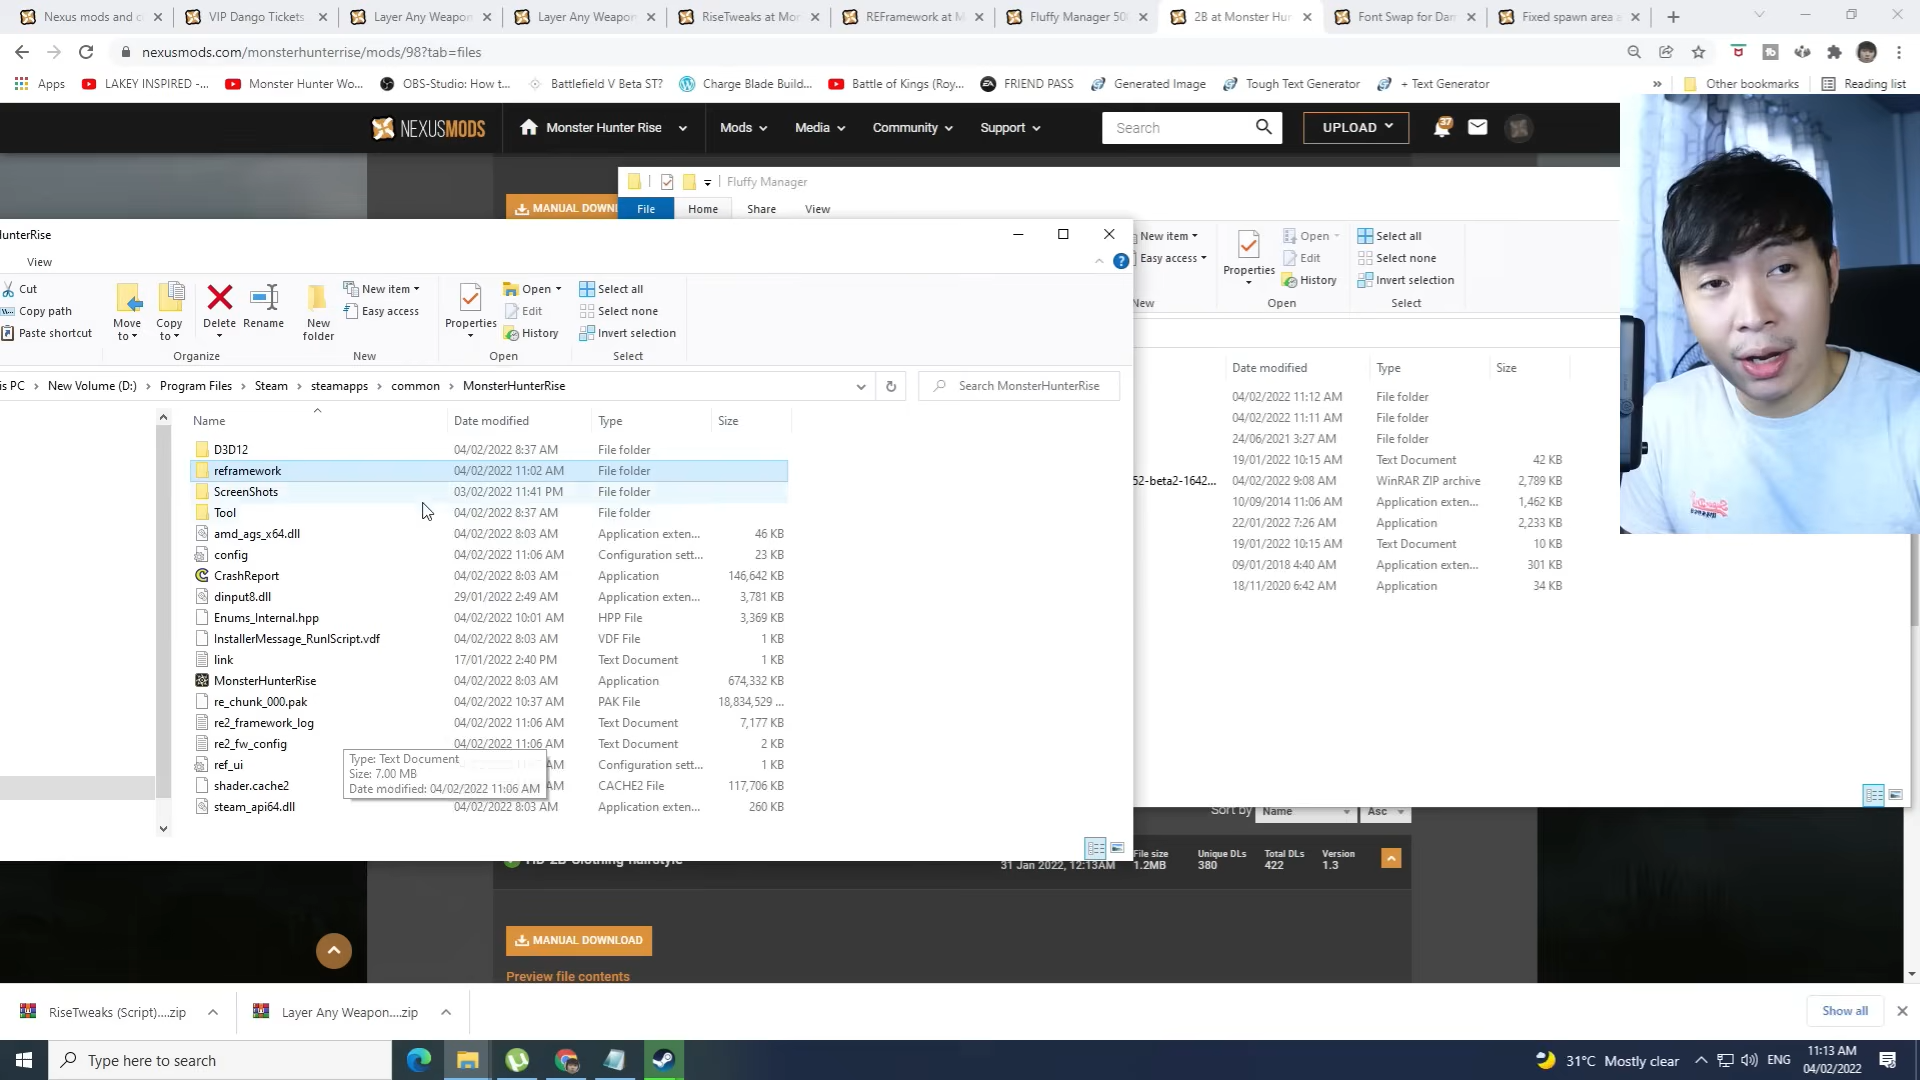 Nexus mods and c
VIP Dango Tickets
Layer Any Weapon
Layer Any Weapon
RiseTweaks at Mon
REFramework at M
Fluffy Manager 500
2B at Monster Hun
Font Swap for Dam
Fixed spawn area a
nexusmods.com/monsterhunterrise/mods/98?tab=files
Apps
LAKEY INSPIRED -...
Monster Hunter Wo...
OBS-Studio: How t...
Battlefield V Beta ST?
Charge Blade Build...
Battle of Kings (Roy...
FRIEND PASS
Generated Image
Tough Text Generator
+ Text Generator
»
Other bookmarks
Reading list
NEXUSMODS
Monster Hunter Rise
Mods
Media
Community
Support
Search
UPLOAD
37
MANUAL DOWN
Fluffy Manager
File
Home
Share
View
New item
Easy access
New
Properties
Open
Edit
History
Open
Select all
Select none
Invert selection
Select
Date modified
Type
Size
04/02/2022 11:12 AM File folder
04/02/2022 11:11 AM File folder
24/06/2021 3:27 AM File folder
19/01/2022 10:15 AM Text Document 42 KB
52-beta2-1642... 04/02/2022 9:08 AM WinRAR ZIP archive 2,789 KB
10/09/2014 11:06 AM Application exten... 1,462 KB
22/01/2022 7:26 AM Application 2,233 KB
19/01/2022 10:15 AM Text Document 10 KB
09/01/2018 4:40 AM Application exten... 301 KB
18/11/2020 6:42 AM Application 34 KB
HunterRise
View
Cut
Copy path
Paste shortcut
Move to
Copy to
Delete
Rename
Organize
New folder
New item
Easy access
New
Properties
Open
Edit
History
Open
Select all
Select none
Invert selection
Select
is PC > New Volume (D:) > Program Files > Steam > steamapps > common > MonsterHunterRise
Search MonsterHunterRise
Name Date modified Type Size
D3D12 04/02/2022 8:37 AM File folder
reframework 04/02/2022 11:02 AM File folder
ScreenShots 03/02/2022 11:41 PM File folder
Tool 04/02/2022 8:37 AM File folder
amd_ags_x64.dll 04/02/2022 8:03 AM Application exten... 46 KB
config 04/02/2022 11:06 AM Configuration sett... 23 KB
CrashReport 04/02/2022 8:03 AM Application 146,642 KB
dinput8.dll 29/01/2022 2:49 AM Application exten... 3,781 KB
Enums_Internal.hpp 04/02/2022 10:01 AM HPP File 3,369 KB
InstallerMessage_RunIScript.vdf 04/02/2022 8:03 AM VDF File 1 KB
link 17/01/2022 2:40 PM Text Document 1 KB
MonsterHunterRise 04/02/2022 8:03 AM Application 674,332 KB
re_chunk_000.pak 04/02/2022 10:37 AM PAK File 18,834,529 ...
re2_framework_log 04/02/2022 11:06 AM Text Document 7,177 KB
re2_fw_config 04/02/2022 11:06 AM Text Document 2 KB
ref_ui AM Configuration sett... 1 KB
shader.cache2 AM CACHE2 File 117,706 KB
steam_api64.dll 04/02/2022 8:03 AM Application exten... 260 KB
Type: Text Document
Size: 7.00 MB
Date modified: 04/02/2022 11:06 AM
Sort by Name Asc
HD 2B Clothing hairstyle
31 Jan 2022, 12:13AM
File size
1.2MB
Unique DLs
380
Total DLs
422
Version
1.3
MANUAL DOWNLOAD
Preview file contents
RiseTweaks (Script)....zip
Layer Any Weapon....zip
Show all
Type here to search
31°C Mostly clear
ENG
11:13 AM
04/02/2022